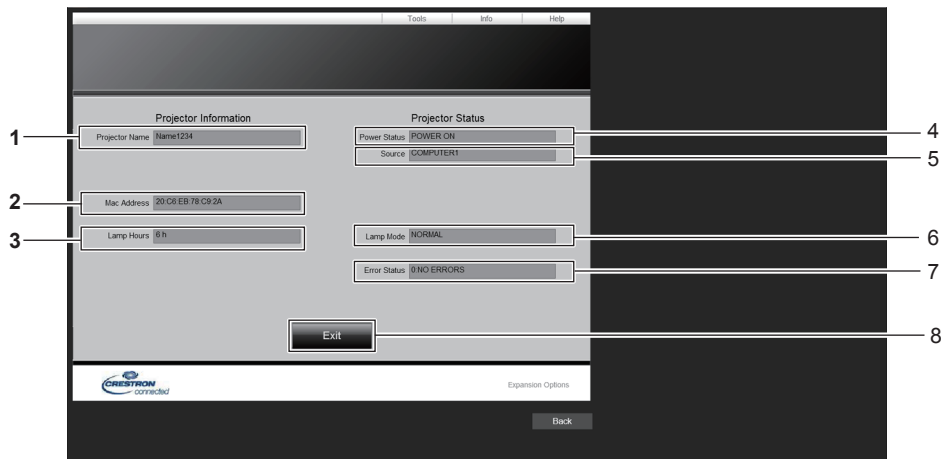 Tools Info Help
Projector Information
Projector Status
1 Projector Name Name1234
Power Status POWER ON 4
Source COMPUTER1 5
2 Mac Address 20:C6:EB:78:C9:2A
3 Lamp Hours 6 h
Lamp Mode NORMAL 6
Error Status 0:NO ERRORS 7
Exit 8
CRESTRON
connected
Expansion Options
Back